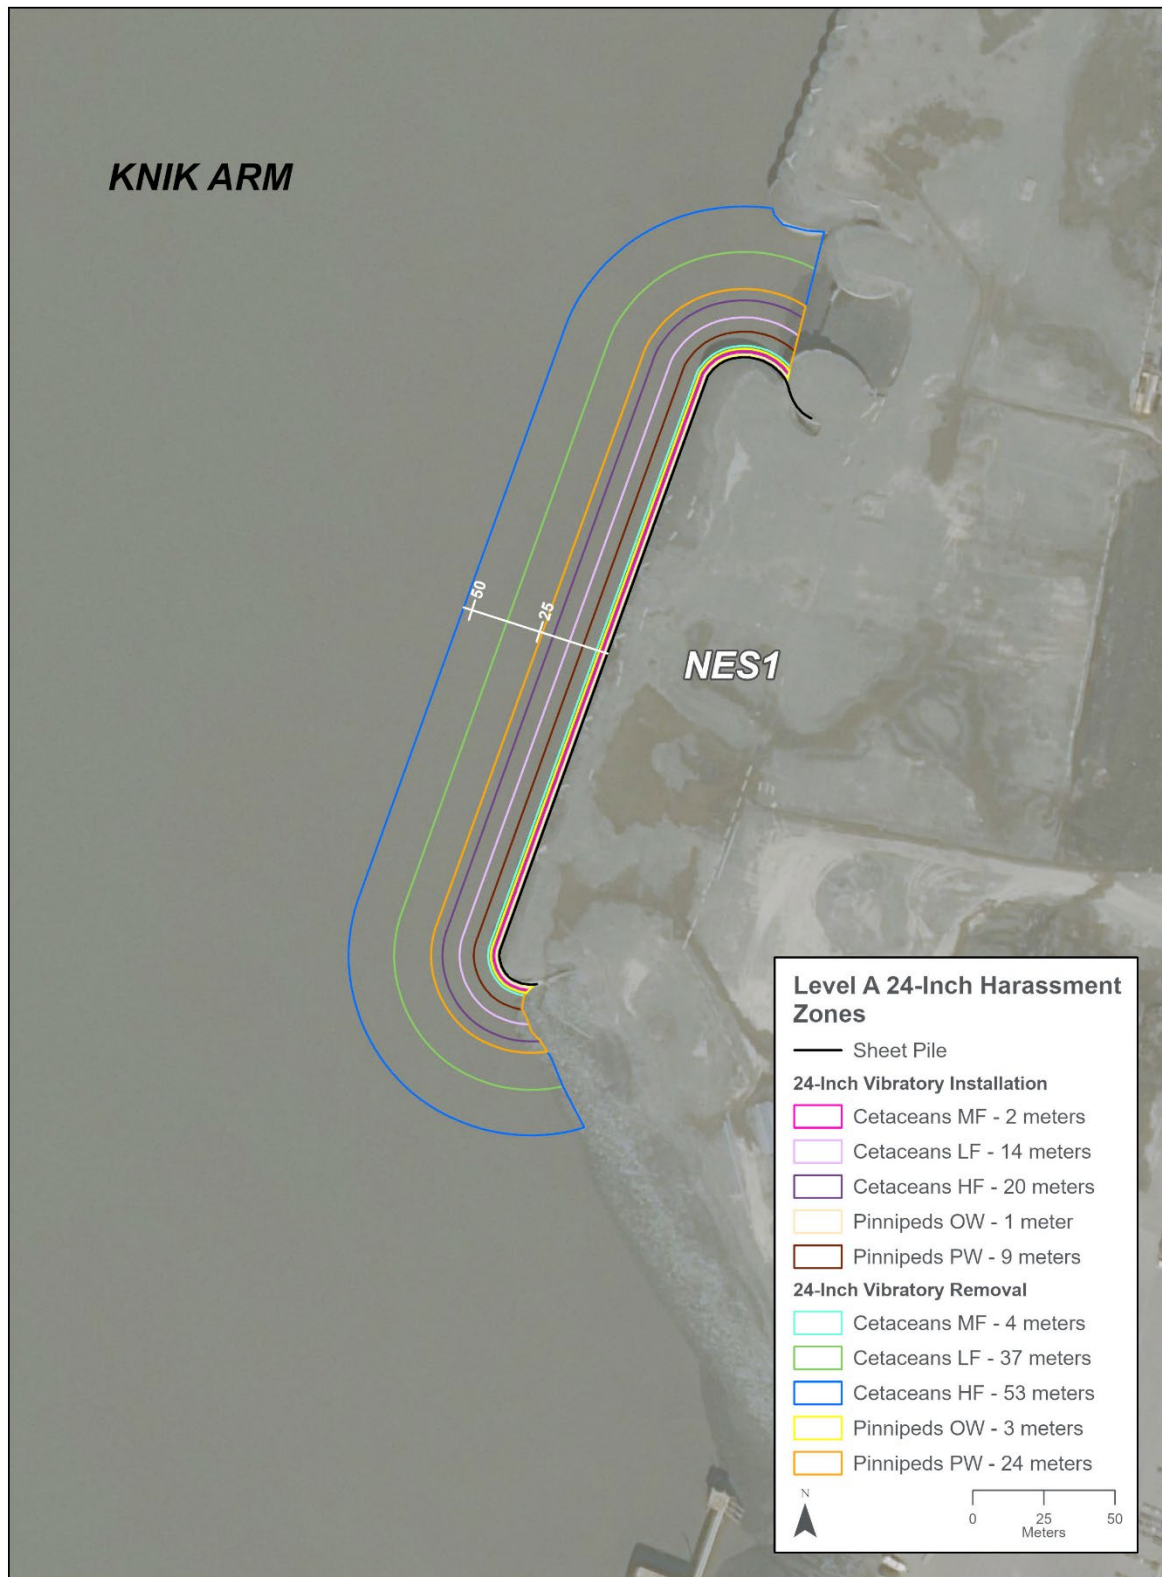 KNIK ARM
50
25
NES1
Level A 24-Inch Harassment
Zones
Sheet Pile
24-Inch Vibratory Installation
Cetaceans MF - 2 meters
Cetaceans LF - 14 meters
Cetaceans HF - 20 meters
Pinnipeds OW - 1 meter
Pinnipeds PW - 9 meters
24-Inch Vibratory Removal
Cetaceans MF - 4 meters
Cetaceans LF - 37 meters
Cetaceans HF - 53 meters
Pinnipeds OW - 3 meters
Pinnipeds PW - 24 meters
N
0 25 50
Meters